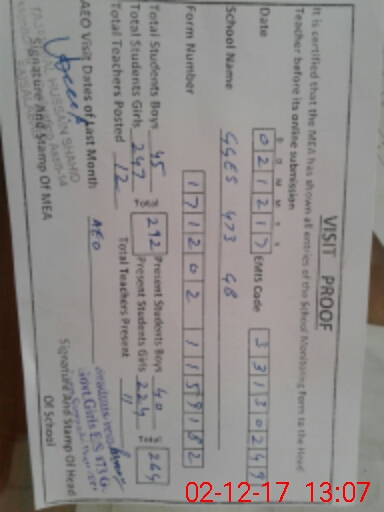 VISIT PROOF
It is certified that the MEA has shown all entries of the School Monitoring Form to the Head
Teacher before its online submission
D D M M Y Y
Date 0 2 1 2 1 7 EMIS Code 3 3 1 3 0 2 4 9
School Name GGES 473 GB
Form Number 1 7 1 2 0 2 1 1 5 9 1 8 2
Total Students Boys 45 Total 292 Present Students Boys 40 Total 264
Total Students Girls 247 Present Students Girls 224
Total Teachers Posted 12 Total Teachers Present 11
AEO Visit Dates of Last Month AEO
HUSSAIN SHAHID
Signature And Stamp Of MEA
Signature And Stamp Of Head
Of School
02-12-17 13:07